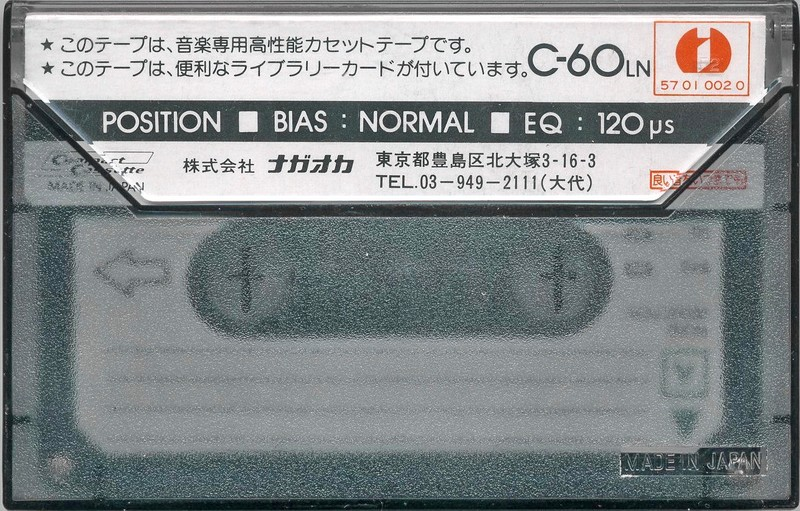 ★ このテープは、音楽専用高性能カセットテープです。
★ このテープは、便利なライブラリーカードが付いています。
C-60LN
57 01 002 0
POSITION ■ BIAS : NORMAL ■ EQ : 120 μs
Compact Cassette
MADE IN JAPAN
株式会社 ナガオカ
東京都豊島区北大塚3-16-3
TEL.03-949-2111(大代)
MADE IN JAPAN